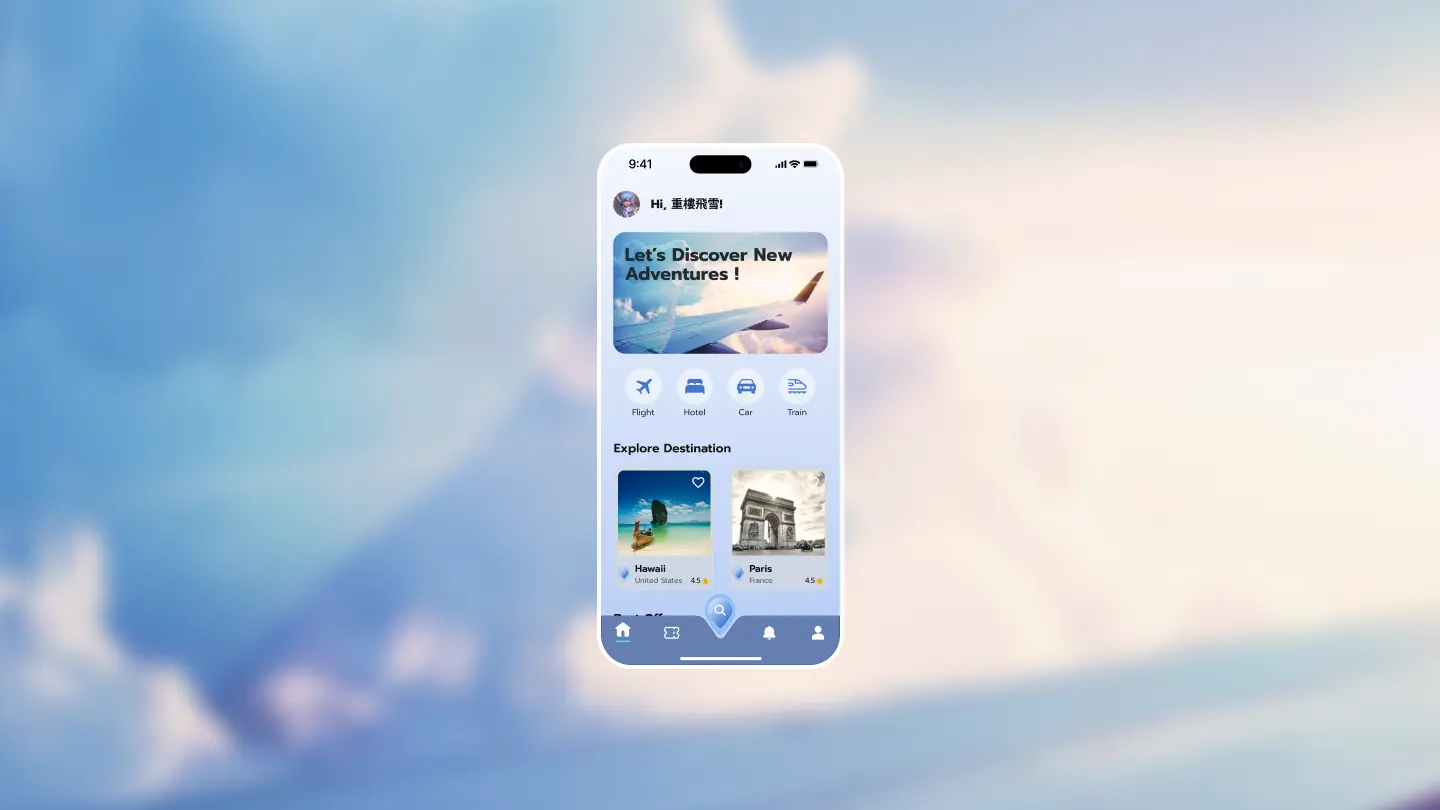 9:41
Hi, 重樓飛雪!
Let's Discover New
Adventures !
Flight
Hotel
Car
Train
Explore Destination
Hawaii
United States
4.5
Paris
France
4.5